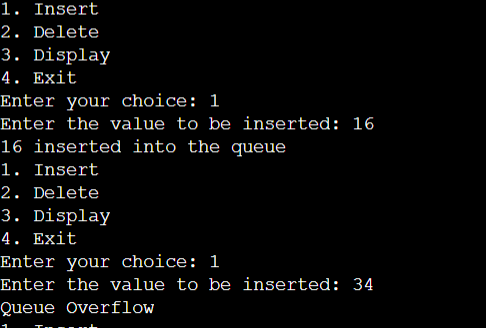 1. Insert
2. Delete
3. Display
4. Exit
Enter your choice: 1
Enter the value to be inserted: 16
16 inserted into the queue
1. Insert
2. Delete
3. Display
4. Exit
Enter your choice: 1
Enter the value to be inserted: 34
Queue Overflow
1. Insert